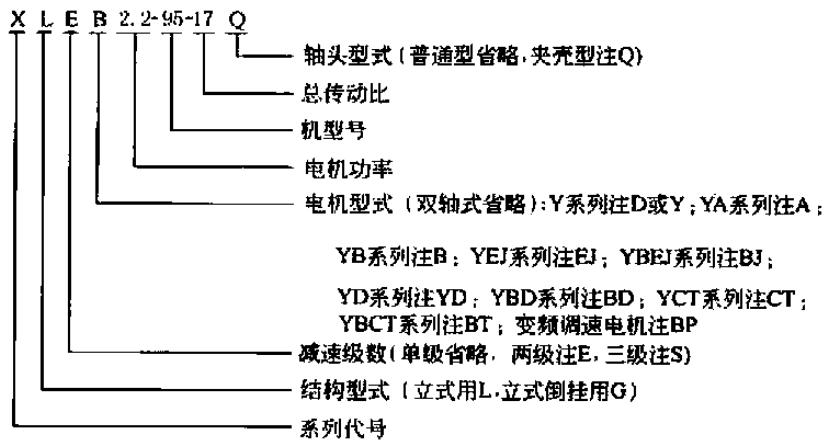 X L E B 2.2-95-17 Q
轴头型式(普通型省略,夹壳型注Q)
总传动比
机型号
电机功率
电机型式(双轴式省略):Y系列注D或Y;YA系列注A;
YB系列注B;YEJ系列注EJ;YBEJ系列注BJ;
YD系列注YD;YBD系列注BD;YCT系列注CT;
YBCT系列注BT;变频调速电机注BP
减速级数(单级省略,两级注E,三级注S)
结构型式(立式用L,立式倒挂用G)
系列代号